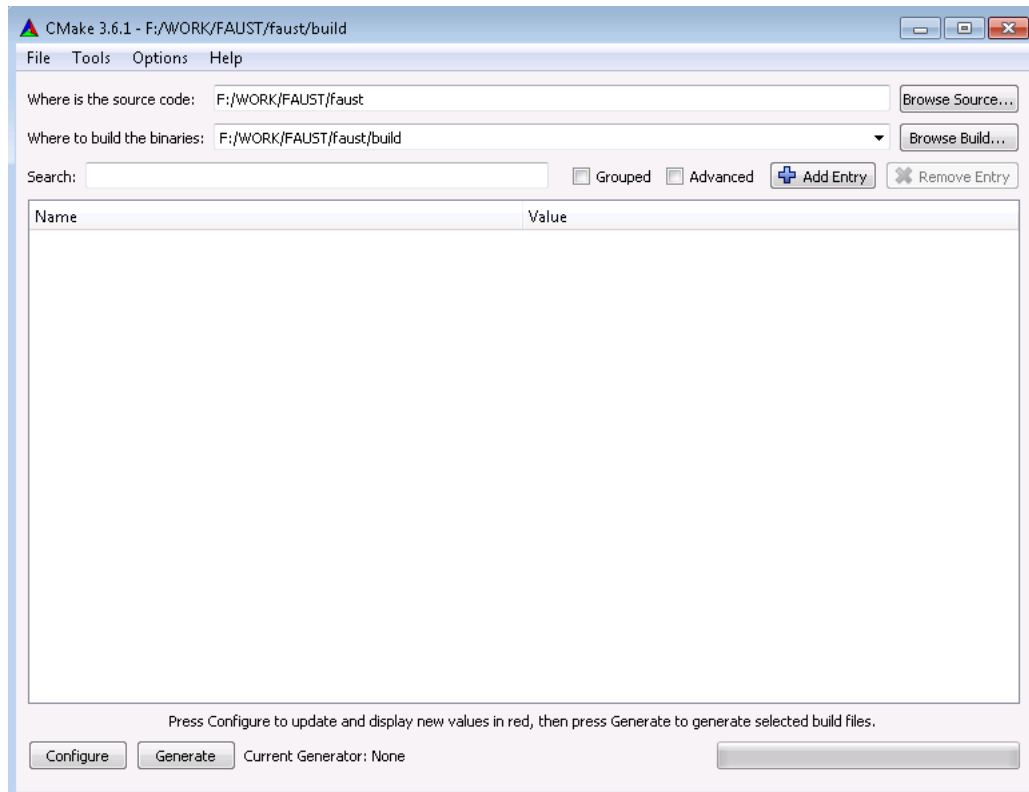 CMake 3.6.1 - F:/WORK/FAUST/faust/build
File Tools Options Help
Where is the source code: F:/WORK/FAUST/faust Browse Source...
Where to build the binaries: F:/WORK/FAUST/faust/build Browse Build...
Search: Grouped Advanced Add Entry Remove Entry
Name Value
Press Configure to update and display new values in red, then press Generate to generate selected build files.
Configure Generate Current Generator: None